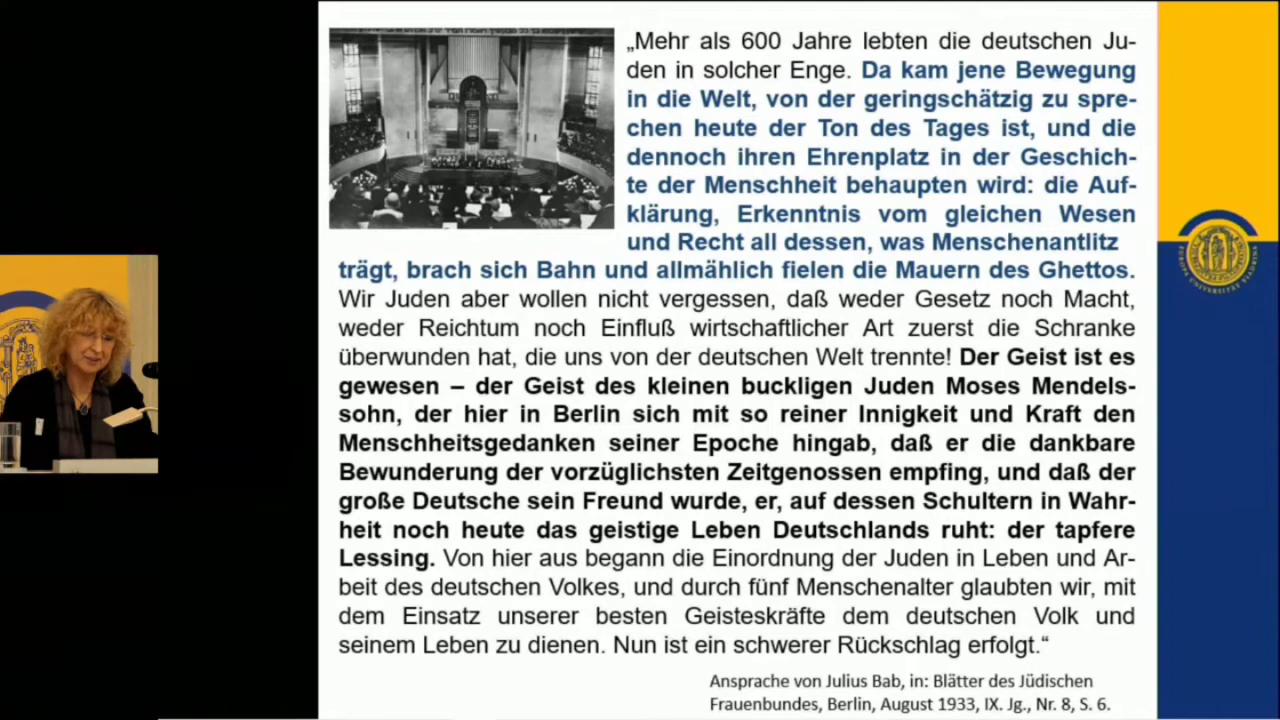 „Mehr als 600 Jahre lebten die deutschen Ju-
den in solcher Enge. Da kam jene Bewegung
in die Welt, von der geringschätzig zu spre-
chen heute der Ton des Tages ist, und die
dennoch ihren Ehrenplatz in der Geschich-
te der Menschheit behaupten wird: die Auf-
klärung, Erkenntnis vom gleichen Wesen
und Recht all dessen, was Menschenantlitz
trägt, brach sich Bahn und allmählich fielen die Mauern des Ghettos.
Wir Juden aber wollen nicht vergessen, daß weder Gesetz noch Macht,
weder Reichtum noch Einfluß wirtschaftlicher Art zuerst die Schranke
überwunden hat, die uns von der deutschen Welt trennte! Der Geist ist es
gewesen – der Geist des kleinen buckligen Juden Moses Mendels-
sohn, der hier in Berlin sich mit so reiner Innigkeit und Kraft den
Menschheitsgedanken seiner Epoche hingab, daß er die dankbare
Bewunderung der vorzüglichsten Zeitgenossen empfing, und daß der
große Deutsche sein Freund wurde, er, auf dessen Schultern in Wahr-
heit noch heute das geistige Leben Deutschlands ruht: der tapfere
Lessing. Von hier aus begann die Einordnung der Juden in Leben und Ar-
beit des deutschen Volkes, und durch fünf Menschenalter glaubten wir, mit
dem Einsatz unserer besten Geisteskräfte dem deutschen Volk und
seinem Leben zu dienen. Nun ist ein schwerer Rückschlag erfolgt.“
Ansprache von Julius Bab, in: Blätter des Jüdischen
Frauenbundes, Berlin, August 1933, IX. Jg., Nr. 8, S. 6.
EUROPA UNIVERSITÄT VIADRINA